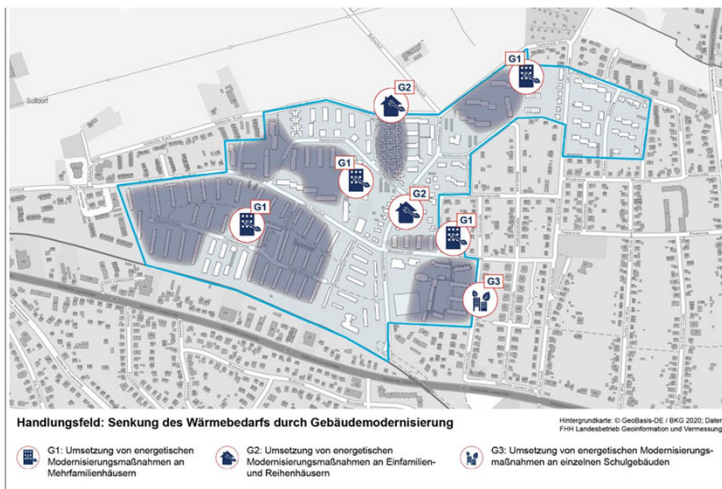 G1
G2
Sülldorf
G1
G2
G1
G1
G3
Handlungsfeld: Senkung des Wärmebedarfs durch Gebäudemodernisierung
Hintergrundkarte: © GeoBasis-DE / BKG 2020; Daten
FHH Landesbetrieb Geoinformation und Vermessung
G1: Umsetzung von energetischen
Modernisierungsmaßnahmen an
Mehrfamilienhäusern
G2: Umsetzung von energetischen
Modernisierungsmaßnahmen an Einfamilien-
und Reihenhäusern
G3: Umsetzung von energetischen Modernisierungs-
maßnahmen an einzelnen Schulgebäuden